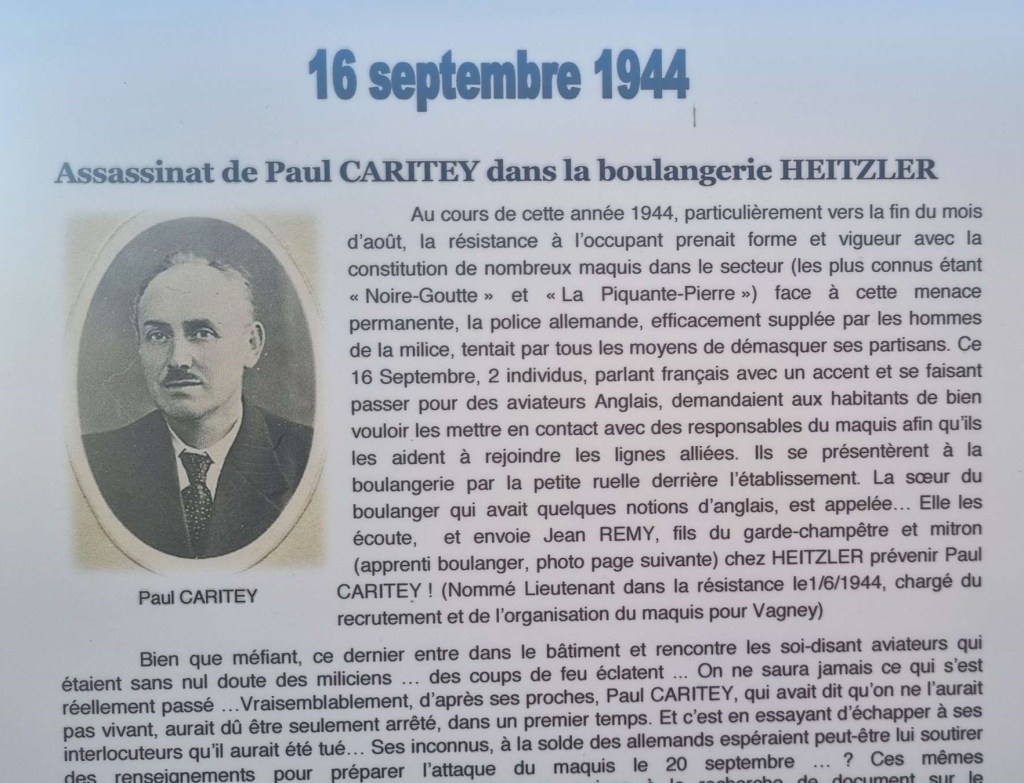 16 septembre 1944
Assassinat de Paul CARITEY dans la boulangerie HEITZLER
Au cours de cette année 1944, particulièrement vers la fin du mois
d'août, la résistance à l'occupant prenait forme et vigueur avec la
constitution de nombreux maquis dans le secteur (les plus connus étant
« Noire-Goutte » et « La Piquante-Pierre ») face à cette menace
permanente, la police allemande, efficacement supplée par les hommes
de la milice, tentait par tous les moyens de démasquer ses partisans. Ce
16 Septembre, 2 individus, parlant français avec un accent et se faisant
passer pour des aviateurs Anglais, demandaient aux habitants de bien
vouloir les mettre en contact avec des responsables du maquis afin qu'ils
les aident à rejoindre les lignes alliées. Ils se présentèrent à la
boulangerie par la petite ruelle derrière l'établissement. La sœur du
boulanger qui avait quelques notions d'anglais, est appelée… Elle les
écoute, et envoie Jean REMY, fils du garde-champêtre et mitron
(apprenti boulanger, photo page suivante) chez HEITZLER prévenir Paul
CARITEY ! (Nommé Lieutenant dans la résistance le1/6/1944, chargé du
recrutement et de l'organisation du maquis pour Vagney)
Paul CARITEY
Bien que méfiant, ce dernier entre dans le bâtiment et rencontre les soi-disant aviateurs qui
étaient sans nul doute des miliciens … des coups de feu éclatent … On ne saura jamais ce qui s'est
réellement passé …Vraisemblablement, d'après ses proches, Paul CARITEY, qui avait dit qu'on ne l'aurait
pas vivant, aurait dû être seulement arrêté, dans un premier temps. Et c'est en essayant d'échapper à ses
interlocuteurs qu'il aurait été tué… Ses inconnus, à la solde des allemands espéraient peut-être lui soutirer
des renseignements pour préparer l'attaque du maquis le 20 septembre … ? Ces mêmes
recherche de document sur le